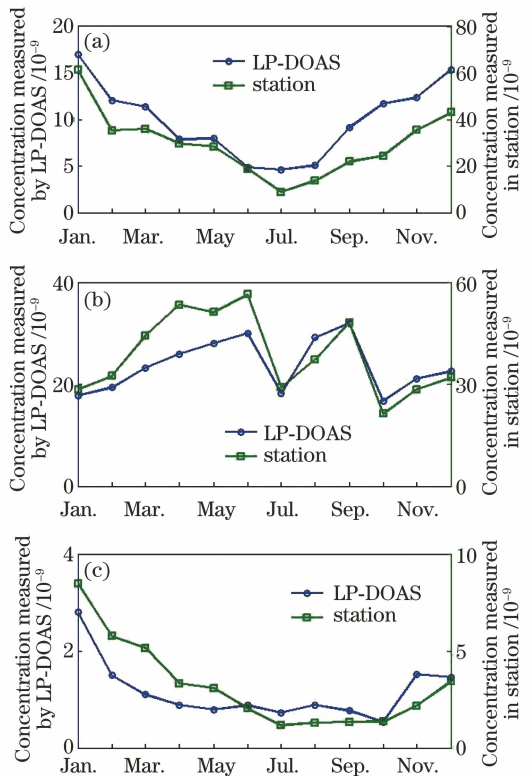 Concentration measured
by LP-DOAS /10⁻⁹
20
15
10
5
0
(a)
LP-DOAS
station
80
60
40
20
0
Concentration measured
in station /10⁻⁹
Jan. Mar. May Jul. Sep. Nov.
Concentration measured
by LP-DOAS /10⁻⁹
40
20
0
(b)
LP-DOAS
station
60
30
0
Concentration measured
in station /10⁻⁹
Jan. Mar. May Jul. Sep. Nov.
Concentration measured
by LP-DOAS /10⁻⁹
4
2
0
(c)
LP-DOAS
station
10
5
0
Concentration measured
in station /10⁻⁹
Jan. Mar. May Jul. Sep. Nov.